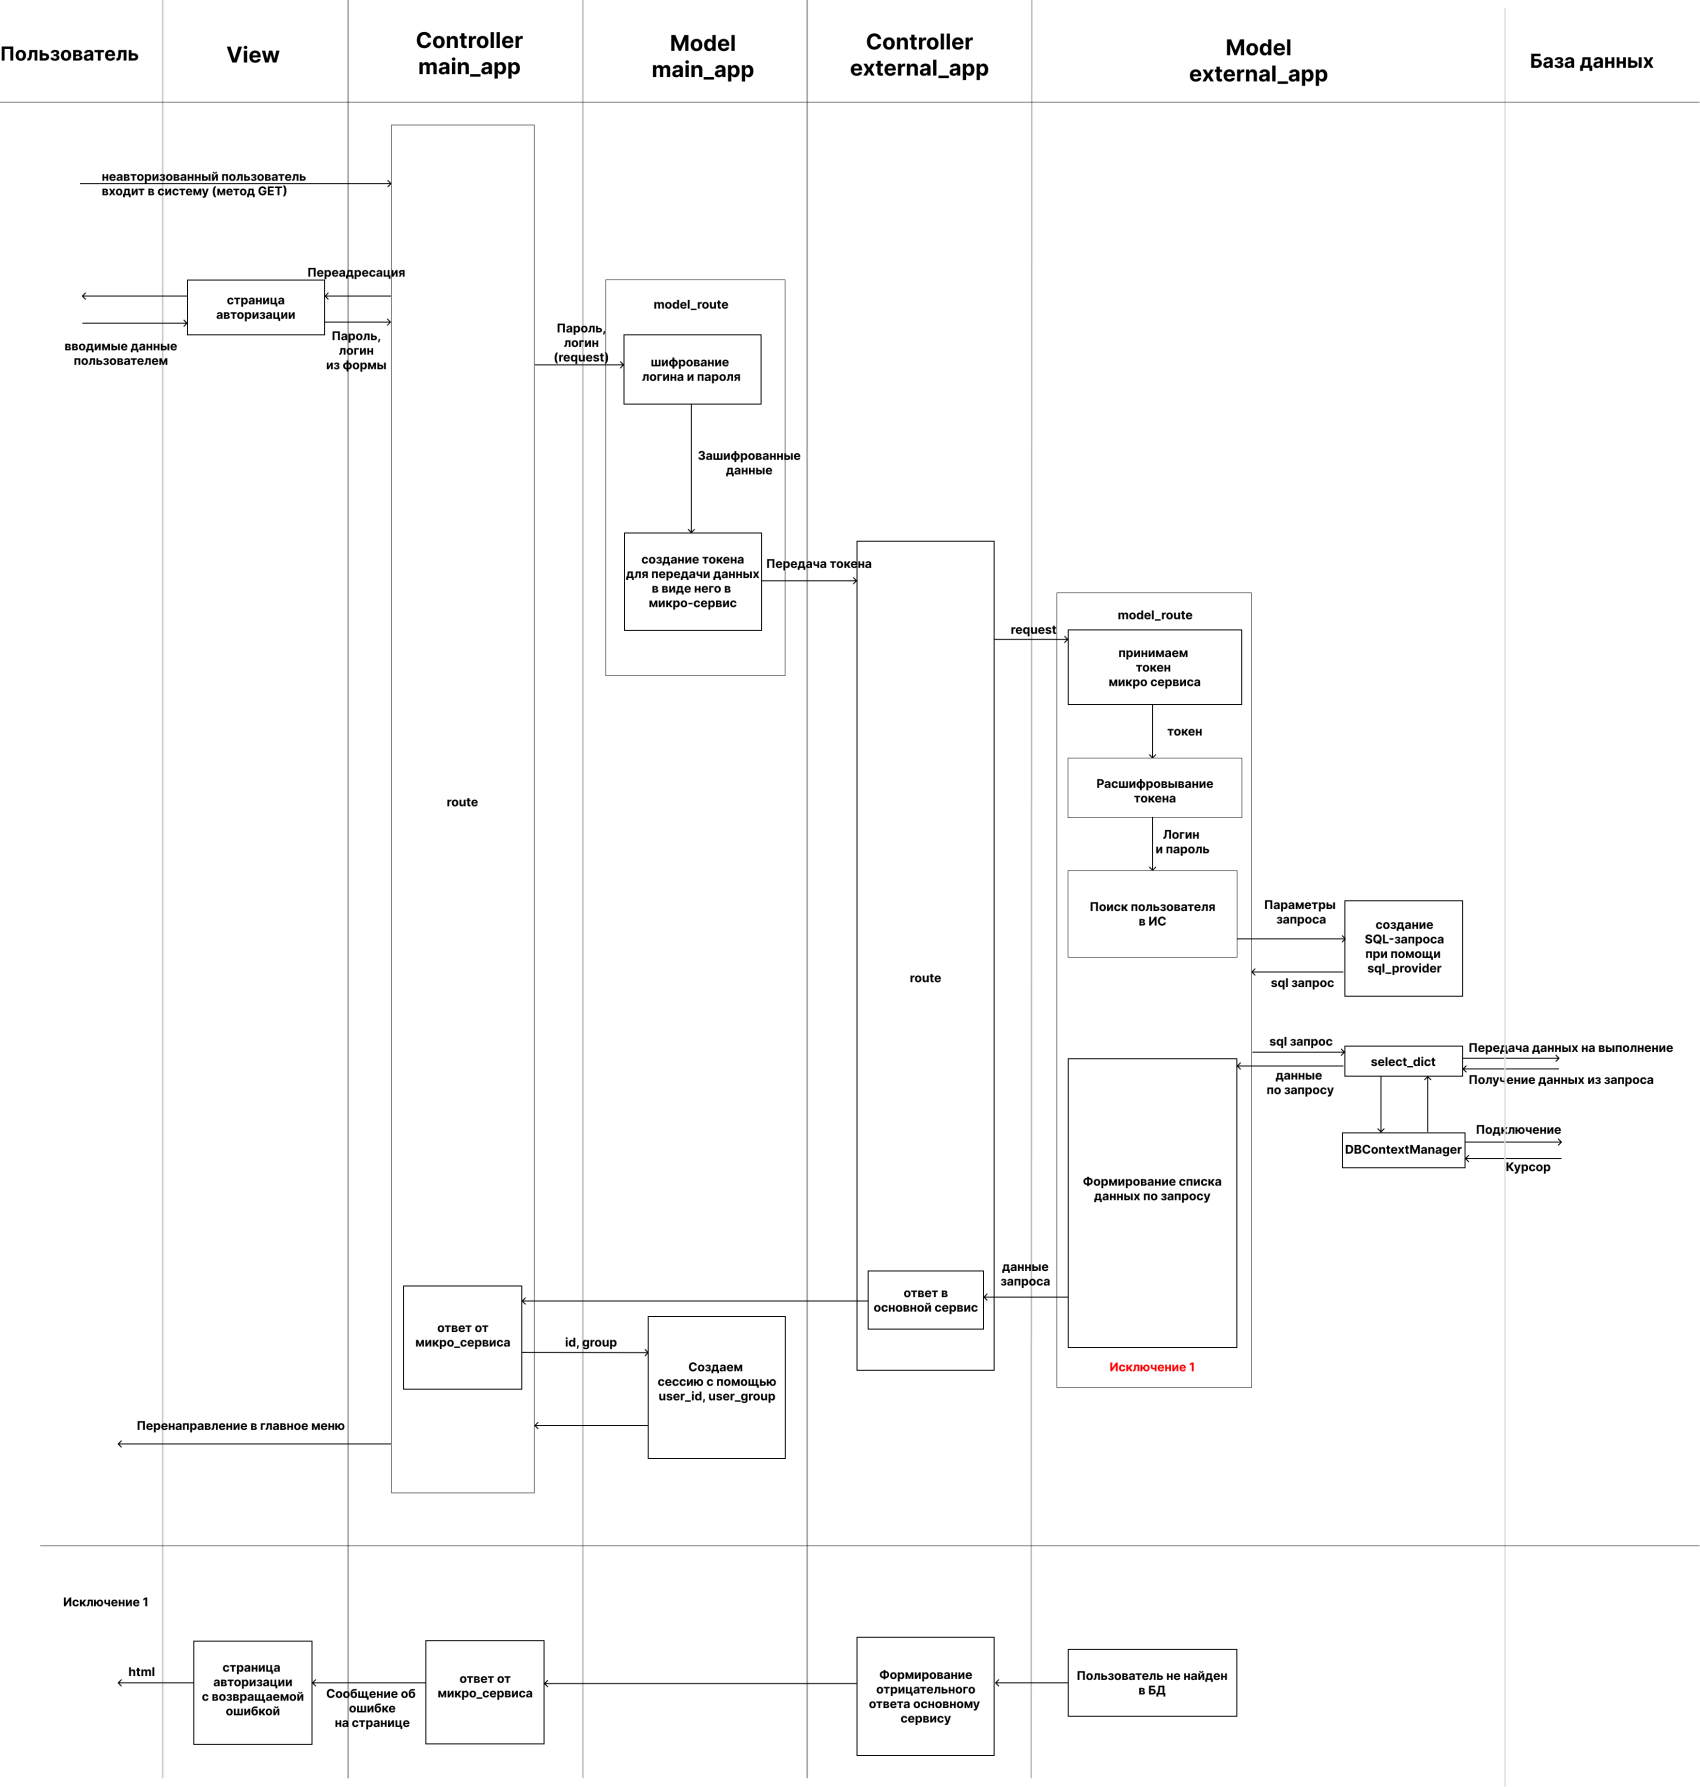 Пользователь
View
Controller
main_app
Model
main_app
Controller
external_app
Model
external_app
База данных
неавторизованный пользователь
входит в систему (метод GET)
Переадресация
страница
авторизации
вводимые данные
пользователем
Пароль,
логин
из формы
Пароль,
логин
(request)
model_route
шифрование
логина и пароля
Зашифрованные
данные
создание токена
для передачи данных
в виде него в
микро-сервис
Передача токена
request
model_route
принимаем
токен
микро сервиса
токен
Расшифровывание
токена
route
Логин
и пароль
Поиск пользователя
в ИС
Параметры
запроса
создание
SQL-запроса
при помощи
sql_provider
route
sql запрос
sql запрос
select_dict
Передача данных на выполнение
данные
по запросу
Получение данных из запроса
Подключение
DBContextManager
Курсор
Формирование списка
данных по запросу
данные
запроса
ответ в
основной сервис
ответ от
микро_сервиса
id, group
Создаем
сессию с помощью
user_id, user_group
Исключение 1
Перенаправление в главное меню
Исключение 1
html
страница
авторизации
с возвращаемой
ошибкой
Сообщение об
ошибке
на странице
ответ от
микро_сервиса
Формирование
отрицательного
ответа основному
сервису
Пользователь не найден
в БД